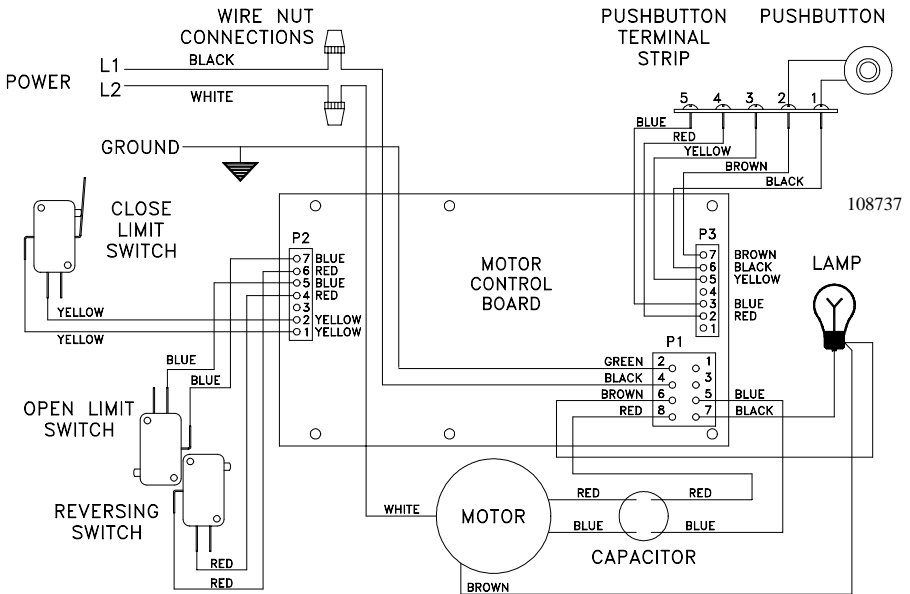 WIRE NUT
CONNECTIONS
PUSHBUTTON
TERMINAL
STRIP
PUSHBUTTON
POWER
L1
BLACK
L2
WHITE
5 4 3 2 1
BLUE
RED
YELLOW
BROWN
BLACK
GROUND
108737
CLOSE
LIMIT
SWITCH
P2
7 BLUE
6 RED
5 BLUE
4 RED
3
2 YELLOW
1 YELLOW
YELLOW
YELLOW
MOTOR
CONTROL
BOARD
P3
7 BROWN
6 BLACK
5 YELLOW
4
3 BLUE
2 RED
1
LAMP
P1
GREEN 2 1
BLACK 4 3
BROWN 6 5 BLUE
RED 8 7 BLACK
BLUE
BLUE
OPEN LIMIT
SWITCH
REVERSING
SWITCH
RED
RED
WHITE
MOTOR
RED
RED
BLUE
BLUE
CAPACITOR
BROWN